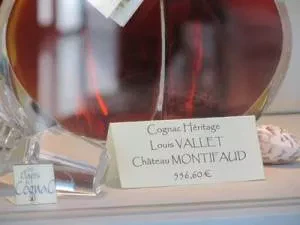 Cognac Héritage
Louis VALLET
Château MONTIFAUD
556,60€
COGNAC